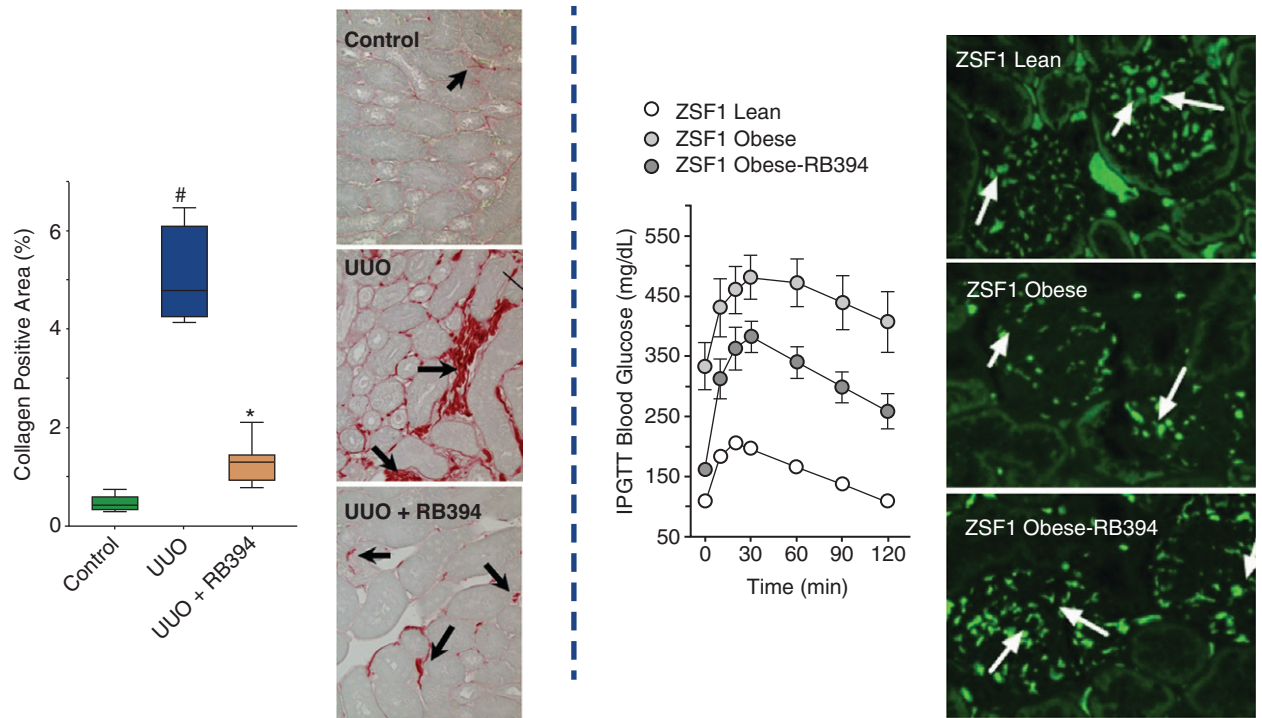 Control
UUO
UUO + RB394
Collagen Positive Area (%)
6
4
2
0
#
*
Control
UUO
UUO + RB394
ZSF1 Lean
ZSF1 Obese
ZSF1 Obese-RB394
IPGTT Blood Glucose (mg/dL)
550
450
350
250
150
50
0 10 30 60 90 120
Time (min)
ZSF1 Lean
ZSF1 Obese
ZSF1 Obese-RB394